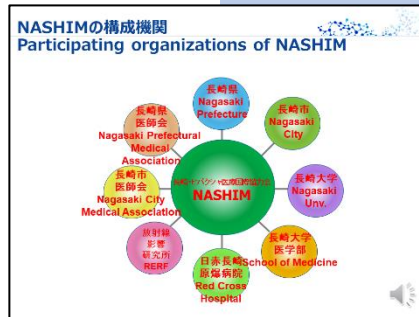 NASHIMの構成機関
Participating organizations of NASHIM
長崎県
Nagasaki
Prefecture
長崎市
Nagasaki
City
長崎大学
Nagasaki
Unv.
長崎大学
医学部
School of Medicine
日赤長崎
原爆病院
Red Cross
Hospital
放射線
影響
研究所
RERF
長崎市
医師会
Nagasaki City
Medical Association
長崎県
医師会
Nagasaki Prefectural
Medical
Association
NASHIM